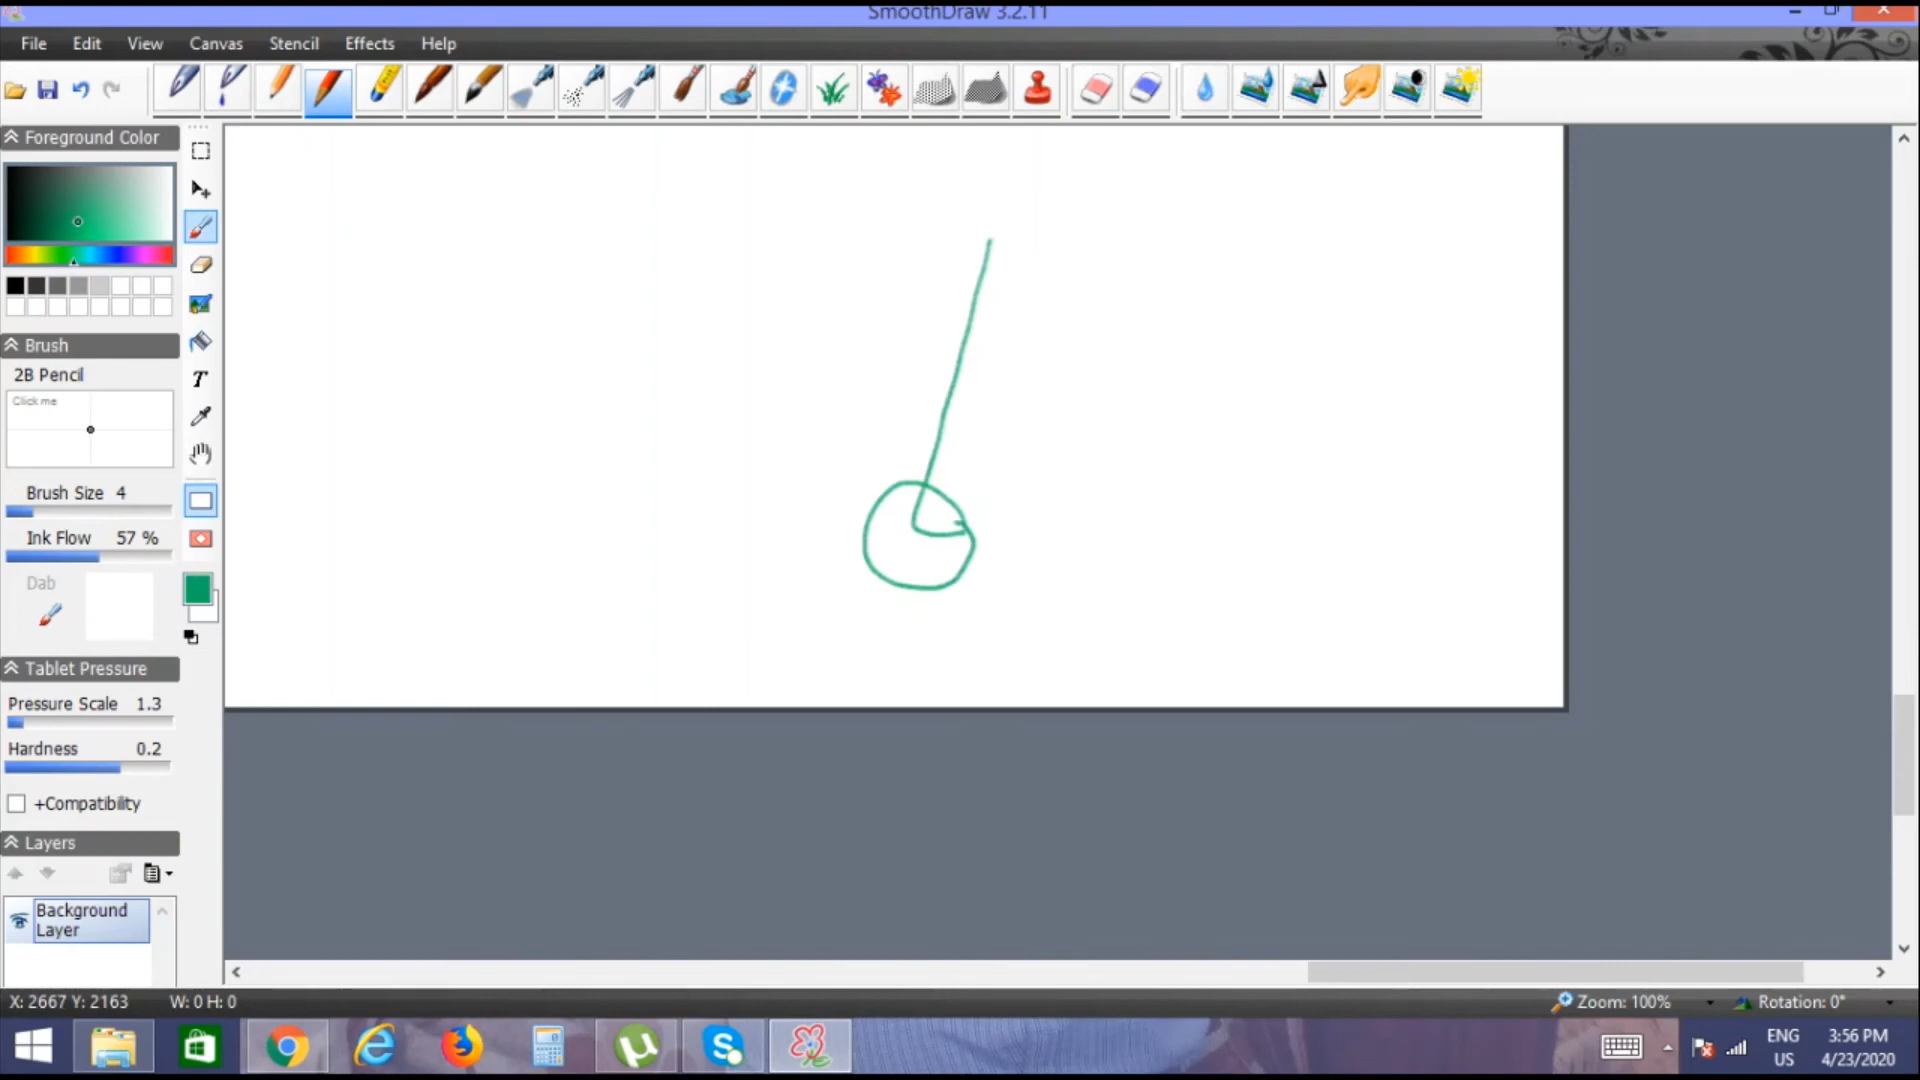 SmoothDraw 3.2.11
File Edit View Canvas Stencil Effects Help
Foreground Color
Brush
2B Pencil
Click me
Brush Size 4
Ink Flow 57 %
Dab
Tablet Pressure
Pressure Scale 1.3
Hardness 0.2
+Compatibility
Layers
Background
Layer
X: 2667 Y: 2163 W: 0 H: 0 Zoom: 100% Rotation: 0°
ENG 3:56 PM
US 4/23/2020